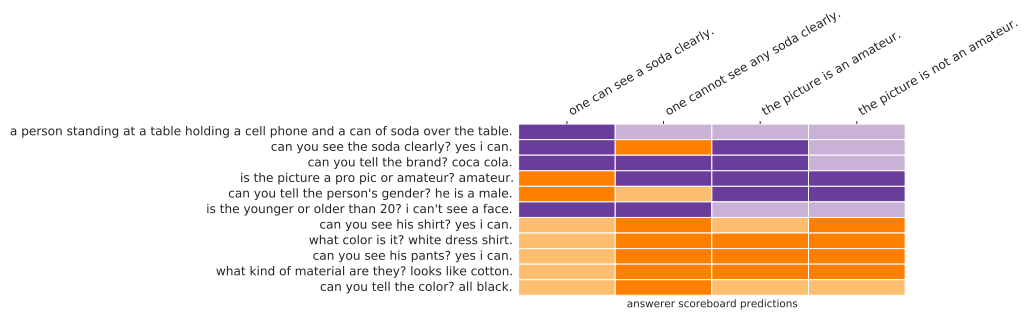 one can see a soda clearly.
one cannot see any soda clearly.
the picture is an amateur.
the picture is not an amateur.
a person standing at a table holding a cell phone and a can of soda over the table.
can you see the soda clearly? yes i can.
can you tell the brand? coca cola.
is the picture a pro pic or amateur? amateur.
can you tell the person's gender? he is a male.
is the younger or older than 20? i can't see a face.
can you see his shirt? yes i can.
what color is it? white dress shirt.
can you see his pants? yes i can.
what kind of material are they? looks like cotton.
can you tell the color? all black.
answerer scoreboard predictions